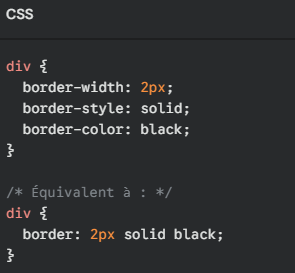 CSS
div {
  border-width: 2px;
  border-style: solid;
  border-color: black;
}
/* Équivalent à : */
div {
  border: 2px solid black;
}